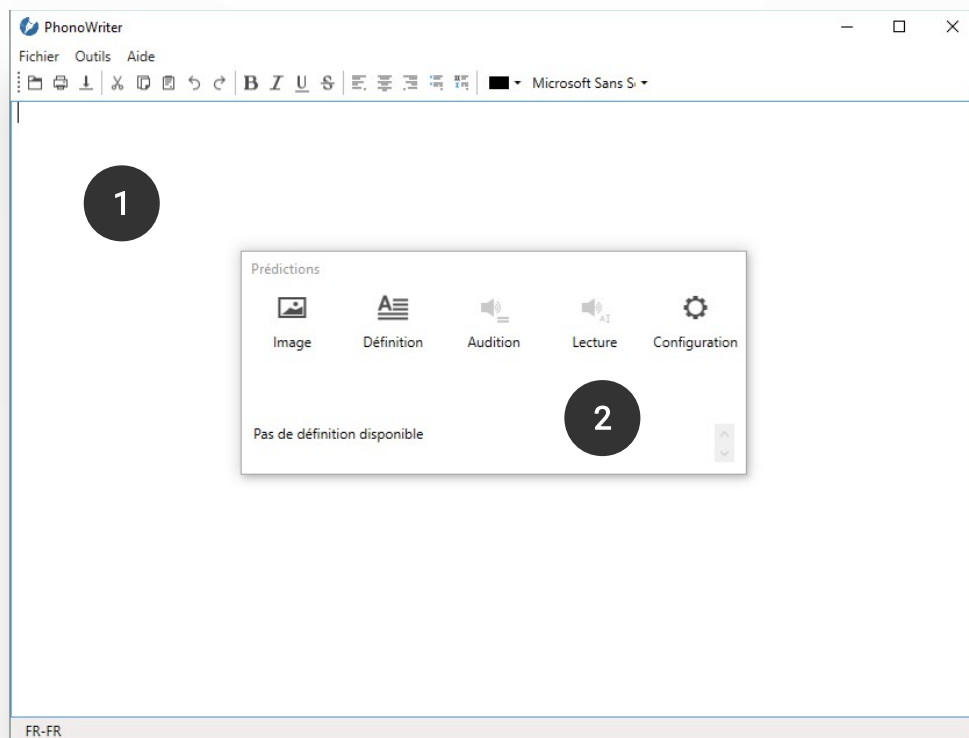 PhonoWriter
Fichier Outils Aide
B I U S Microsoft Sans S
1
Prédictions
Image Définition Audition Lecture Configuration
2
Pas de définition disponible
FR-FR